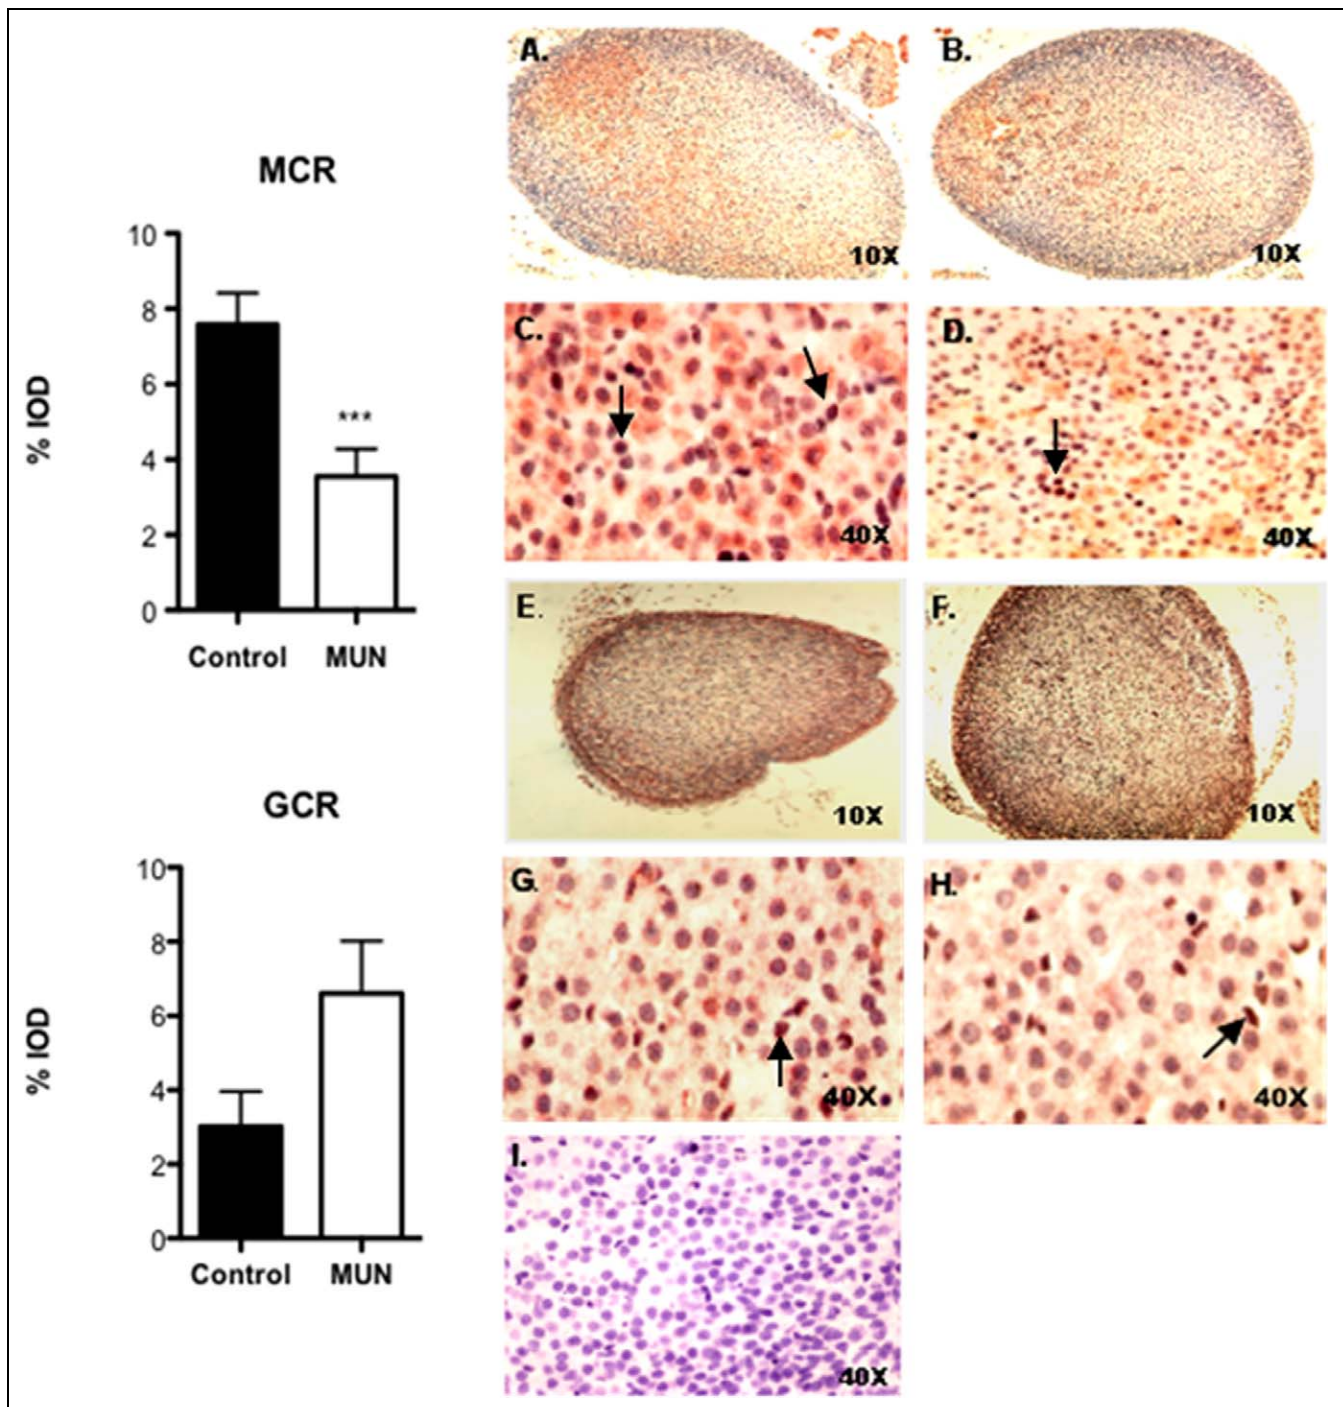 MCR
% IOD
10
8
6
4
2
0
***
Control MUN
GCR
% IOD
10
8
6
4
2
0
Control MUN
A.
10X
B.
10X
C.
40X
D.
40X
E.
10X
F.
10X
G.
40X
H.
40X
I.
40X